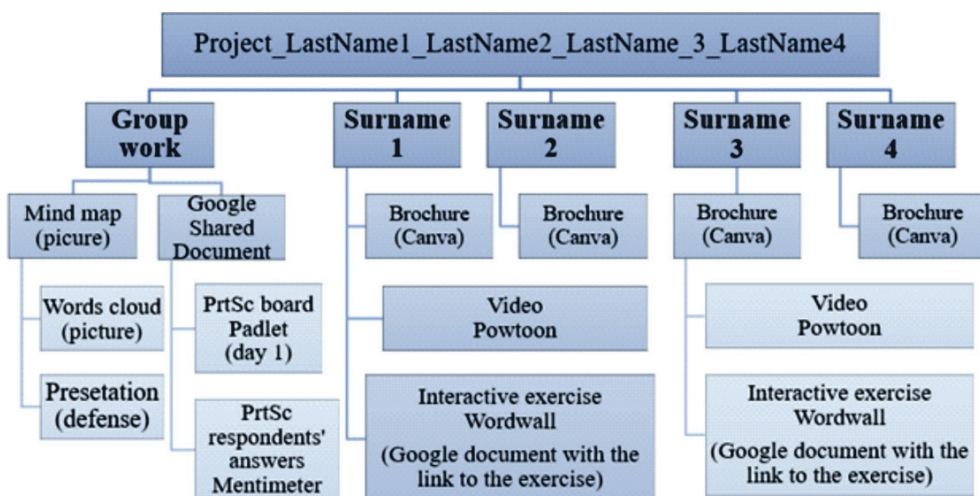 Project_LastName1_LastName2_LastName_3_LastName4
Group
work
Surname
1
Surname
2
Surname
3
Surname
4
Mind map
(picure)
Google
Shared
Document
Brochure
(Canva)
Brochure
(Canva)
Brochure
(Canva)
Brochure
(Canva)
Words cloud
(picture)
PrtSc board
Padlet
(day 1)
Video
Powtoon
Video
Powtoon
Presetation
(defense)
PrtSc
respondents'
answers
Mentimeter
Interactive exercise
Wordwall
(Google document with the
link to the exercise)
Interactive exercise
Wordwall
(Google document with the
link to the exercise)